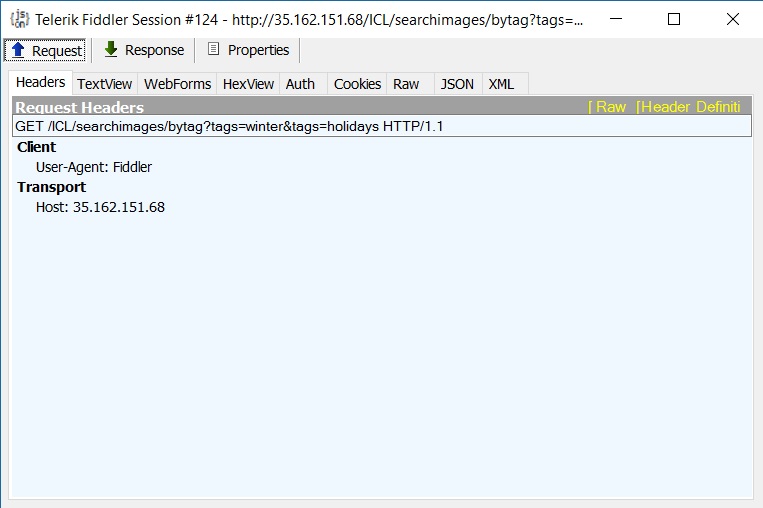 {js on} Telerik Fiddler Session #124 - http://35.162.151.68/ICL/searchimages/bytag?tags=...
Request Response Properties
Headers TextView WebForms HexView Auth Cookies Raw JSON XML
Request Headers [ Raw [Header Definiti
GET /ICL/searchimages/bytag?tags=winter&tags=holidays HTTP/1.1
Client
User-Agent: Fiddler
Transport
Host: 35.162.151.68